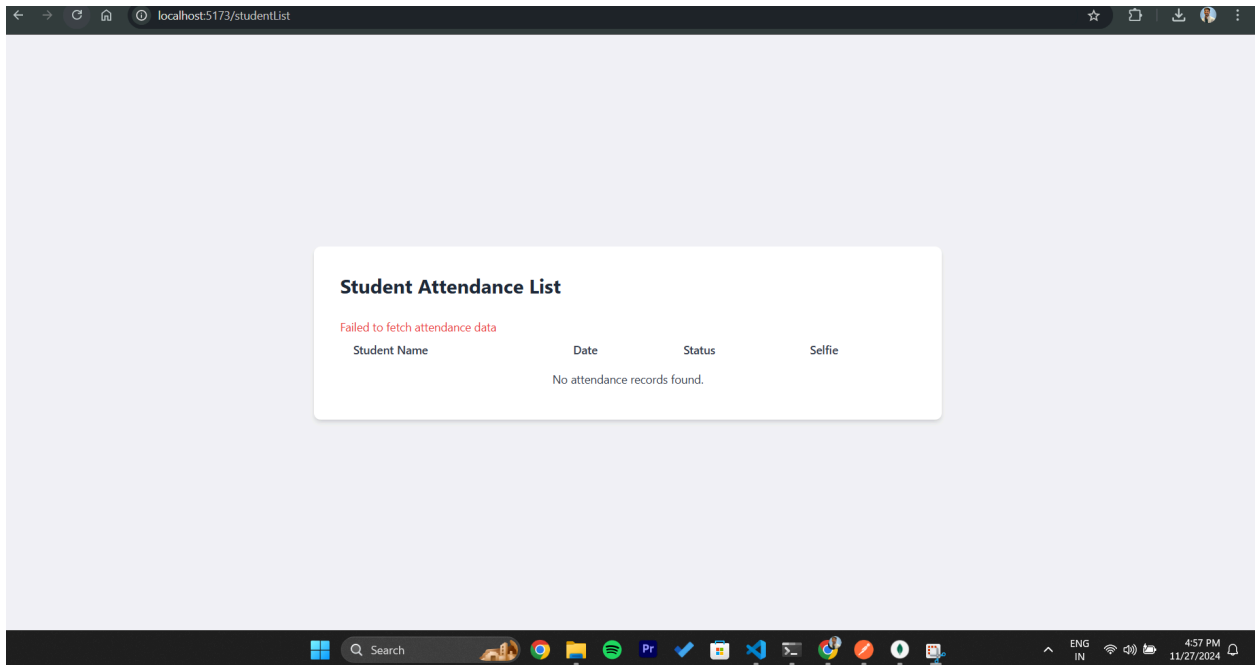 localhost:5173/studentList
Student Attendance List
Failed to fetch attendance data
Student Name Date Status Selfie
No attendance records found.
Search
Pr
ENG
IN
4:57 PM
11/27/2024